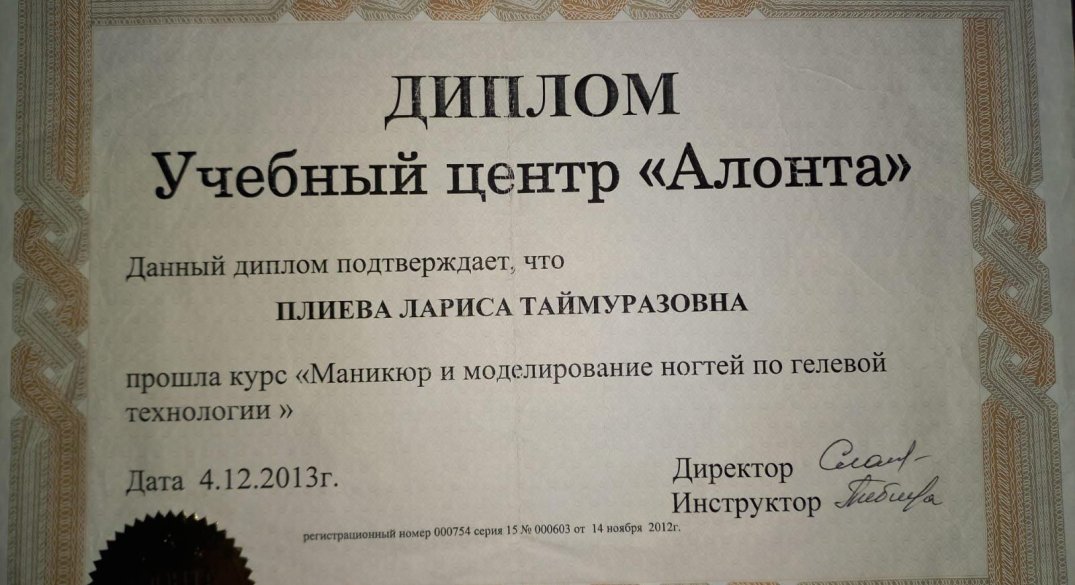 ДИПЛОМ
Учебный центр «Алонта»
Данный диплом подтверждает, что
ПЛИЕВА ЛАРИСА ТАЙМУРАЗОВНА
прошла курс «Маникюр и моделирование ногтей по гелевой
технологии »
Дата 4.12.2013г.
Директор
Инструктор
регистрационный номер 000754 серия 15 № 000603 от 14 ноября 2012г.